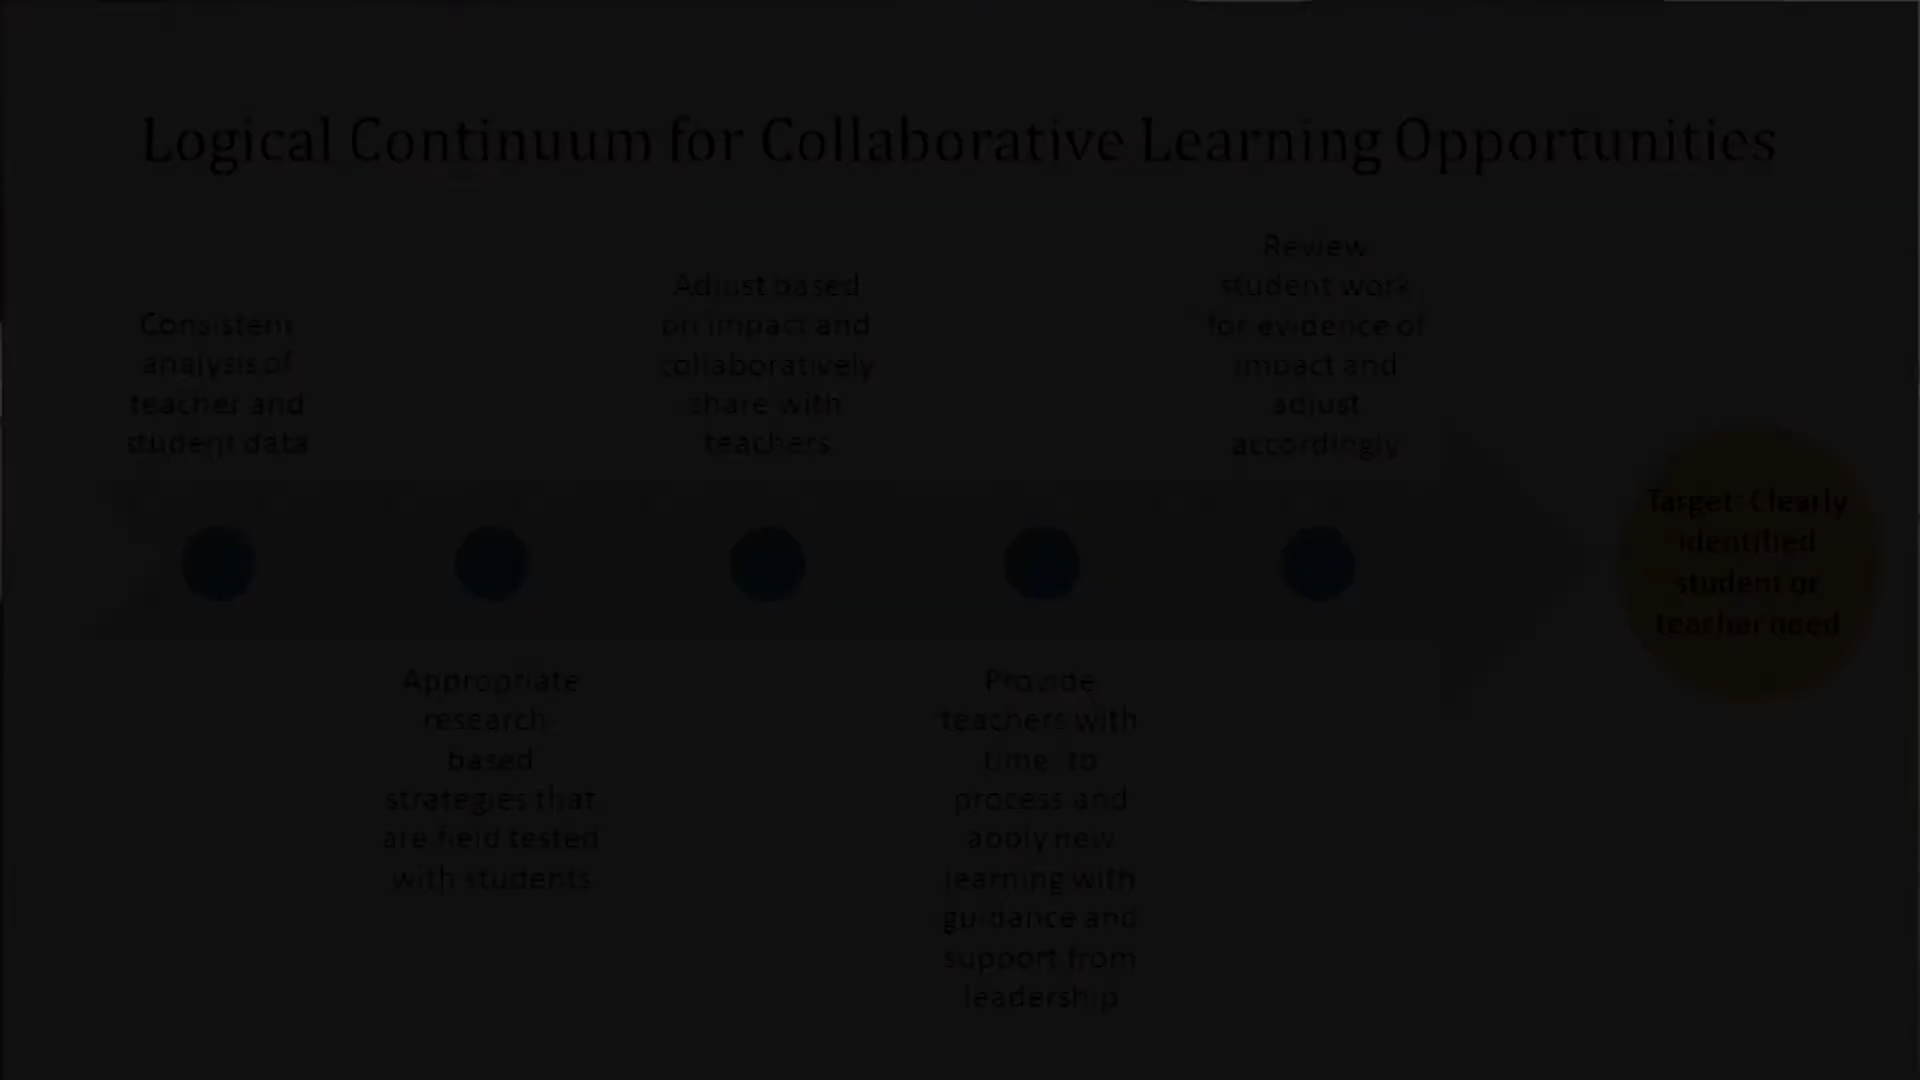 Logical Continuum for Collaborative Learning Opportunities
Consistent
analysis of
teacher and
student data
Appropriate
research
based
strategies that
are field tested
with students
Adjust based
on impact and
collaboratively
share with
teachers
Provide
teachers with
time to
process and
apply new
learning with
guidance and
support from
leadership
Review
student work
for evidence of
impact and
adjust
accordingly
Target: Clearly
identified
student or
teacher need